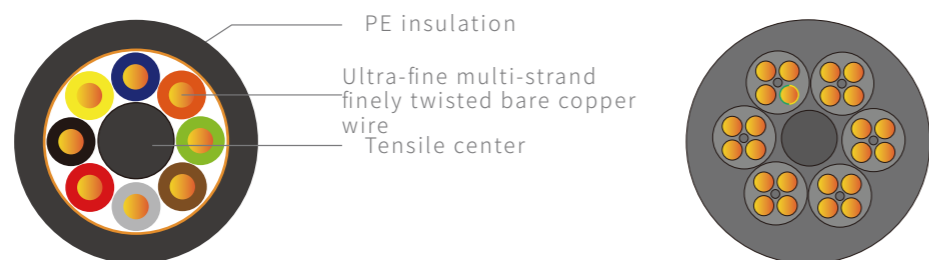 PE insulation
Ultra-fine multi-strand
finely twisted bare copper
wire
Tensile center